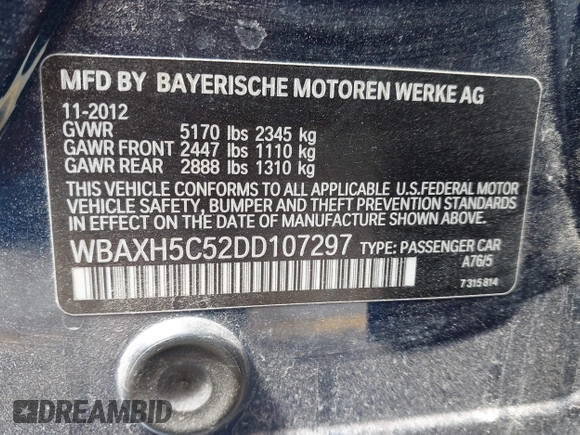 MFD BY BAYERISCHE MOTOREN WERKE AG
11-2012
GVWR 5170 lbs 2345 kg
GAWR FRONT 2447 lbs 1110 kg
GAWR REAR 2888 lbs 1310 kg
THIS VEHICLE CONFORMS TO ALL APPLICABLE U.S.FEDERAL MOTOR
VEHICLE SAFETY, BUMPER AND THEFT PREVENTION STANDARDS
IN EFFECT ON THE DATE OF MANUFACTURE SHOWN ABOVE
WBAXH5C52DD107297 TYPE: PASSENGER CAR
A76/5
7315814
DREAMBID